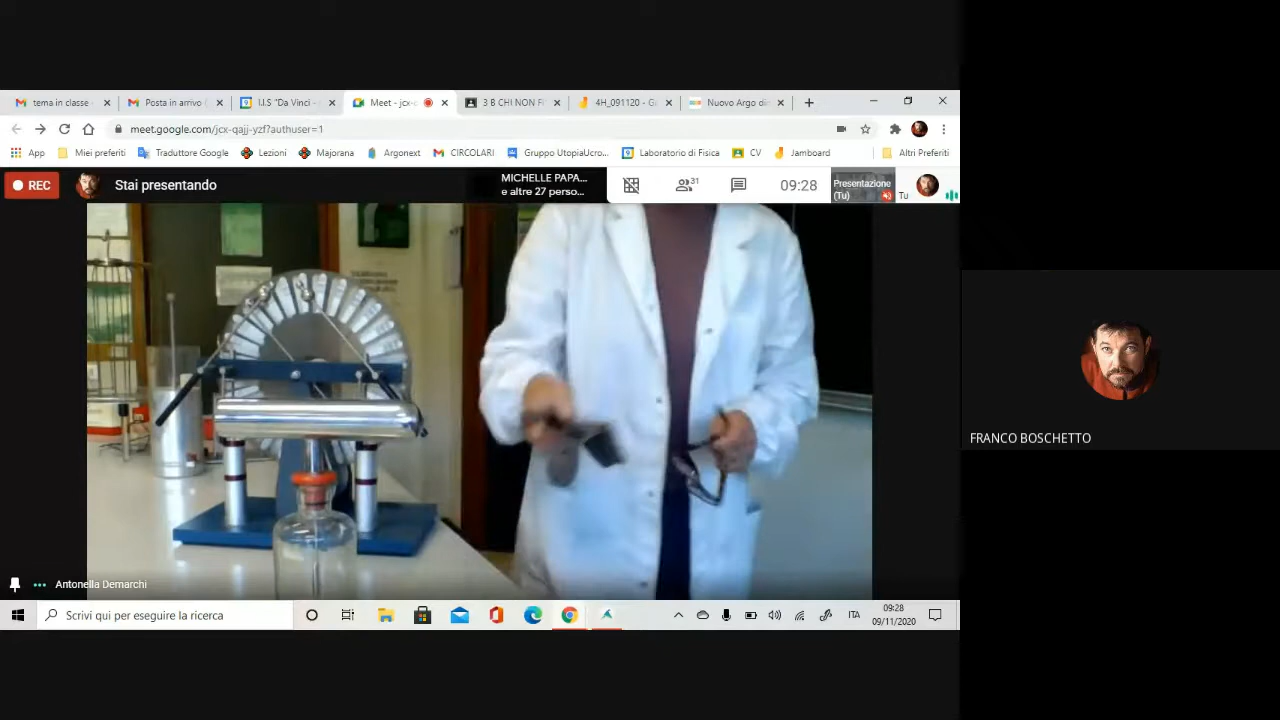 tema in classe
Posta in arrivo
I.I.S "Da Vinci -
Meet - jcx-
3 B CHI NON F
4H_091120 - G
Nuovo Argo di
meet.google.com/jcx-qajj-yzf?authuser=1
App
Miei preferiti
Traduttore Google
Lezioni
Majorana
Argonext
CIRCOLARI
Gruppo UtopiaUcro...
Laboratorio di Fisica
CV
Jamboard
Altri Preferiti
REC
Stai presentando
MICHELLE PAPA...
e altre 27 perso...
31
09:28
Presentazione
(Tu)
Tu
FRANCO BOSCHETTO
Antonella Demarchi
Scrivi qui per eseguire la ricerca
ITA
09:28
09/11/2020